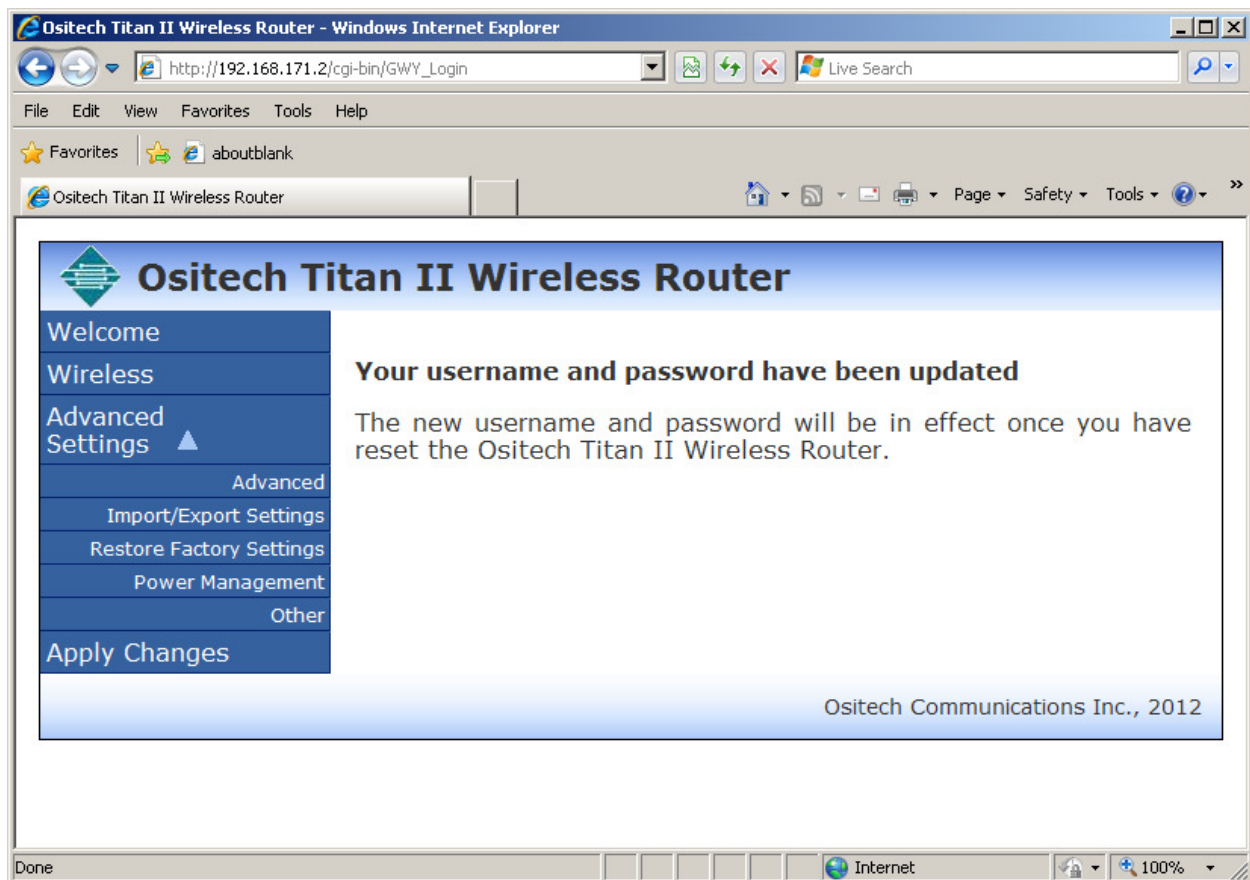 Ositech Titan II Wireless Router - Windows Internet Explorer
http://192.168.171.2/cgi-bin/GWY_Login
Live Search
File Edit View Favorites Tools Help
Favorites aboutblank
Ositech Titan II Wireless Router
Page Safety Tools
Ositech Titan II Wireless Router
Welcome
Wireless
Advanced
Settings
Advanced
Import/Export Settings
Restore Factory Settings
Power Management
Other
Apply Changes
Your username and password have been updated
The new username and password will be in effect once you have
reset the Ositech Titan II Wireless Router.
Ositech Communications Inc., 2012
Done
Internet
100%